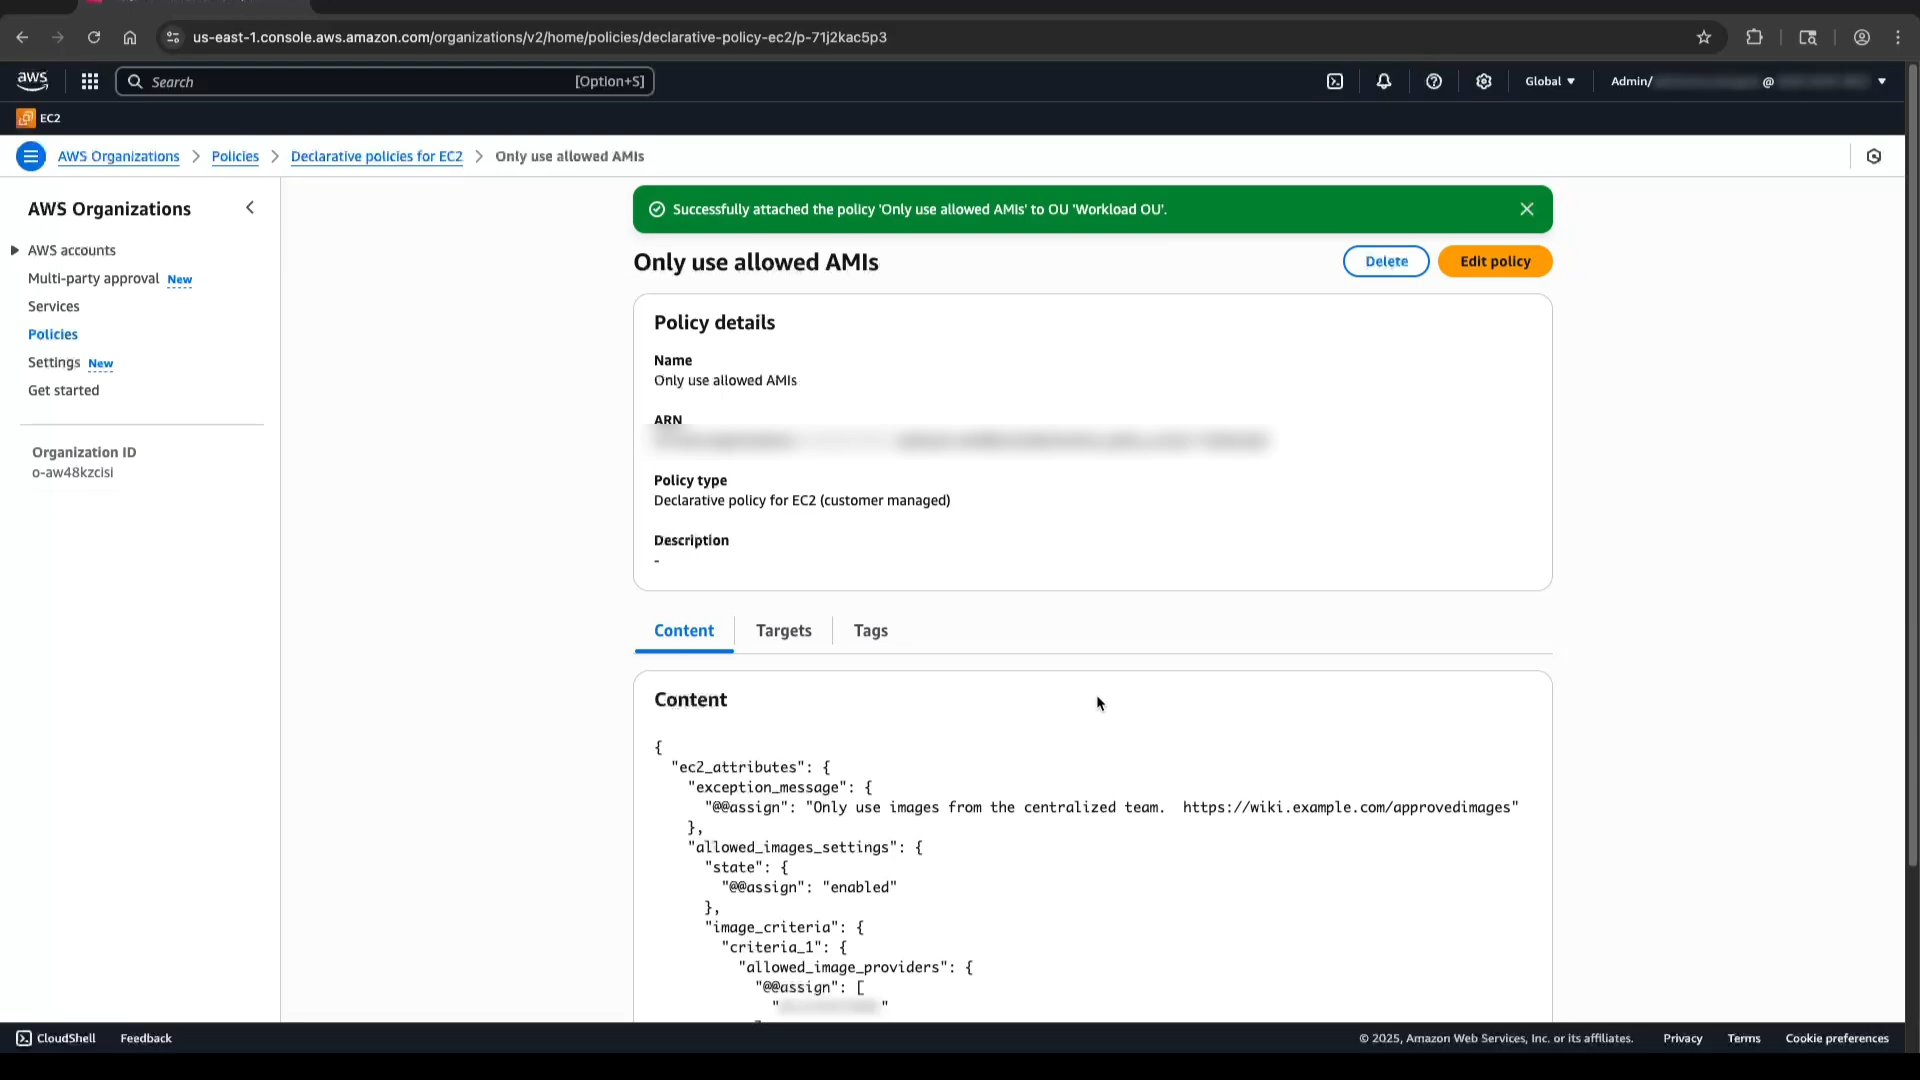 us-east-1.console.aws.amazon.com/organizations/v2/home/policies/declarative-policy-ec2/p-71j2kac5p3
aws
Search
[Option+S]
Global
Admin/
@
EC2
AWS Organizations
Policies
Declarative policies for EC2
Only use allowed AMIs
AWS Organizations
AWS accounts
Multi-party approval New
Services
Policies
Settings New
Get started
Organization ID
o-aw48kzcisi
Successfully attached the policy 'Only use allowed AMIs' to OU 'Workload OU'.
Only use allowed AMIs
Delete
Edit policy
Policy details
Name
Only use allowed AMIs
ARN
Policy type
Declarative policy for EC2 (customer managed)
Description
-
Content
Targets
Tags
Content
{
"ec2_attributes": {
"exception_message": {
"@@assign": "Only use images from the centralized team.  https://wiki.example.com/approvedimages"
},
"allowed_images_settings": {
"state": {
"@@assign": "enabled"
},
"image_criteria": {
"criteria_1": {
"allowed_image_providers": {
"@@assign": [
" "
CloudShell
Feedback
© 2025, Amazon Web Services, Inc. or its affiliates.
Privacy
Terms
Cookie preferences